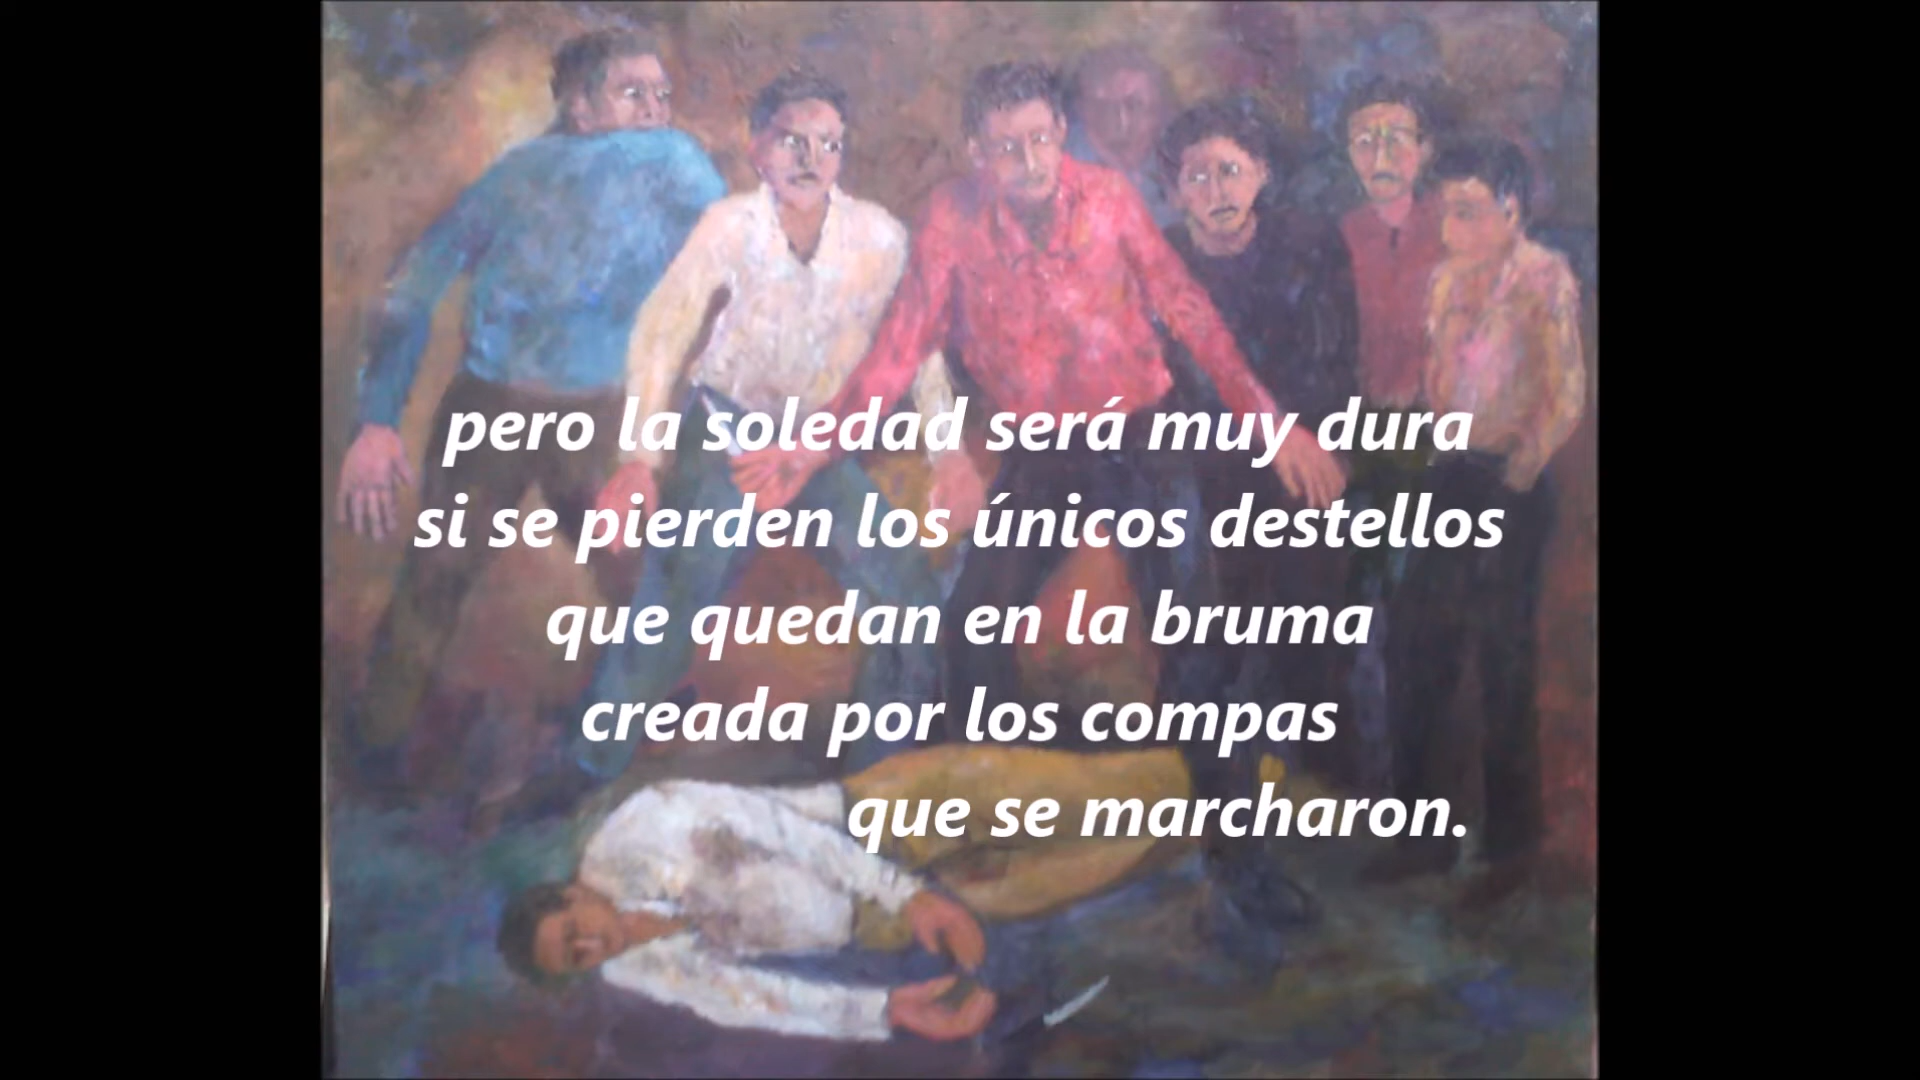 pero la soledad será muy dura
si se pierden los únicos destellos
que quedan en la bruma
creada por los compas
que se marcharon.